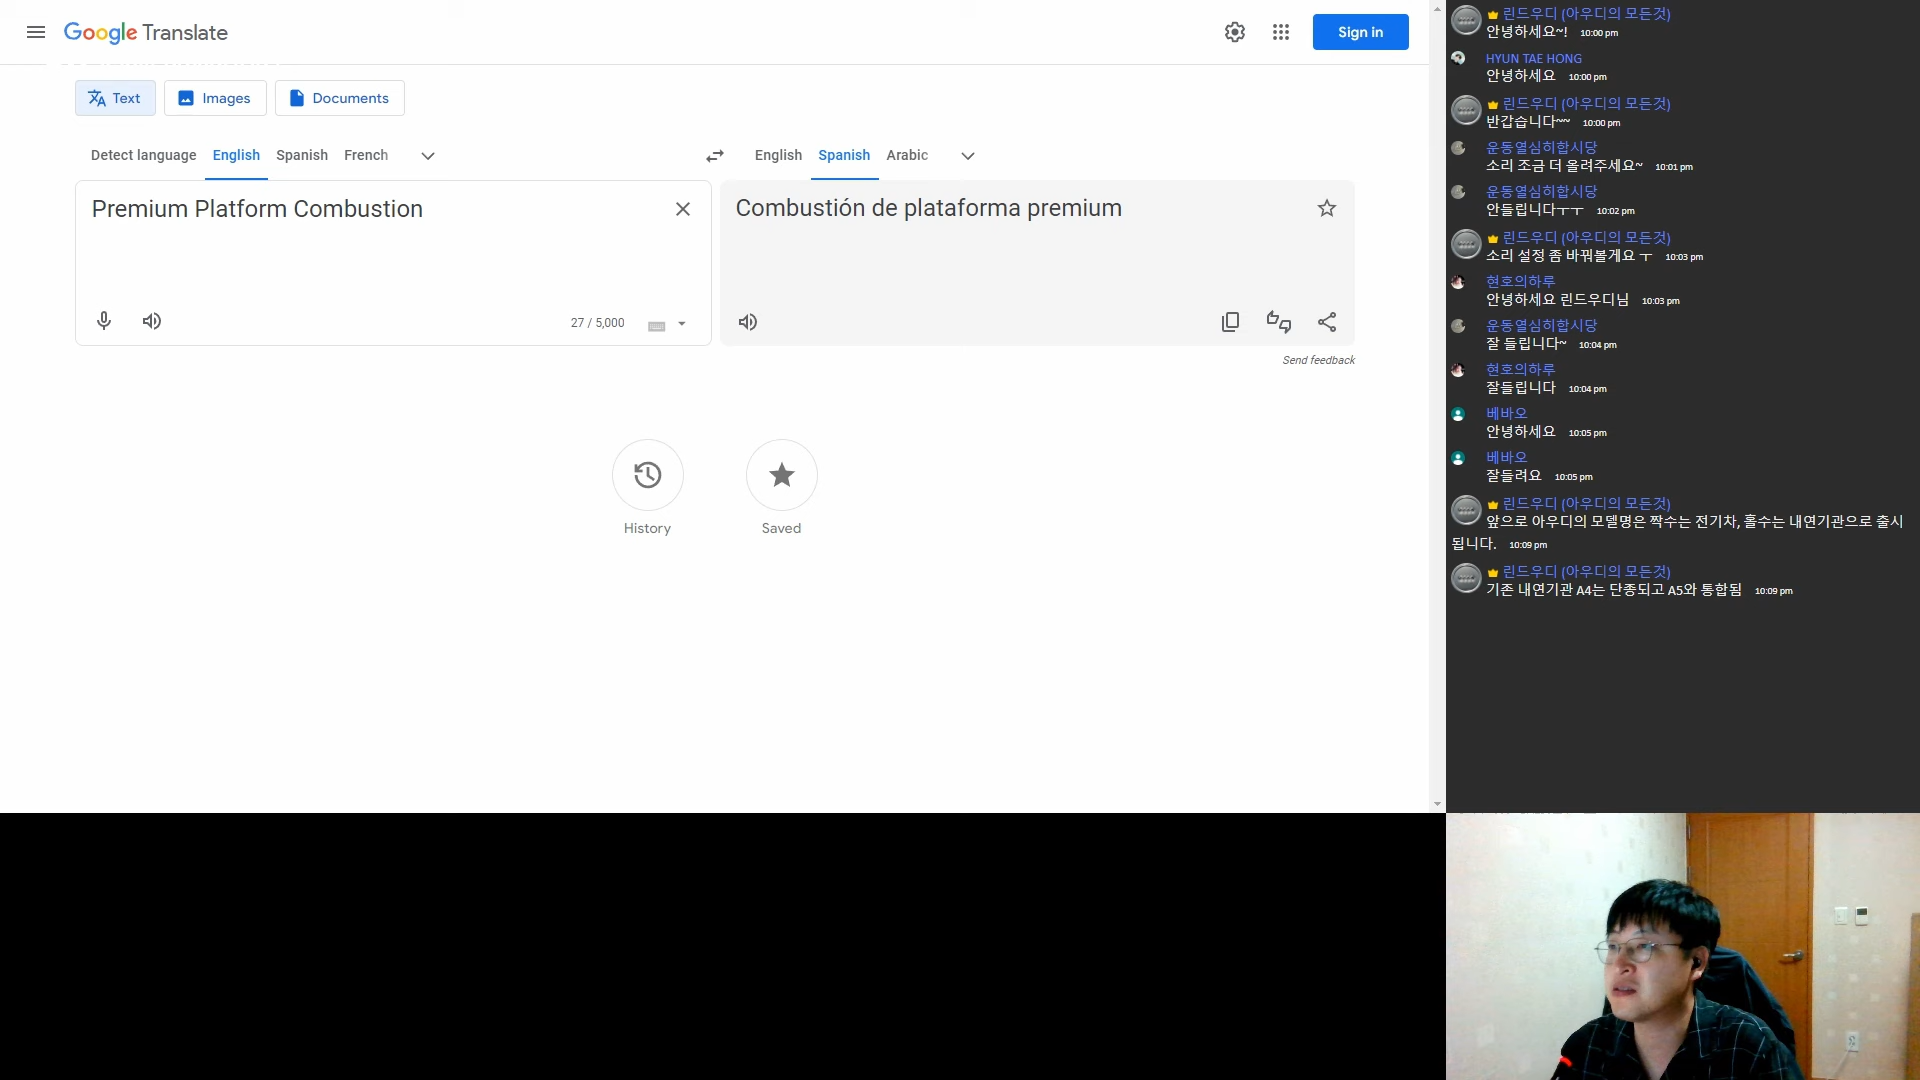 Google Translate
Sign in
Text
Images
Documents
Detect language
English
Spanish
French
English
Spanish
Arabic
Premium Platform Combustion
Combustión de plataforma premium
27 / 5,000
Send feedback
History
Saved
린드우디 (아우디의 모든것)
안녕하세요~! 10:00 pm
HYUN TAE HONG
안녕하세요 10:00 pm
린드우디 (아우디의 모든것)
반갑습니다~~ 10:00 pm
운동열심히합시당
소리 조금 더 올려주세요~ 10:01 pm
운동열심히합시당
안들립니다ㅜㅜ 10:02 pm
린드우디 (아우디의 모든것)
소리 설정 좀 바꿔볼게요 ㅜ 10:03 pm
현호의하루
안녕하세요 린드우디님 10:03 pm
운동열심히합시당
잘 들립니다~ 10:04 pm
현호의하루
잘들립니다 10:04 pm
베바오
안녕하세요 10:05 pm
베바오
잘들려요 10:05 pm
린드우디 (아우디의 모든것)
앞으로 아우디의 모델명은 짝수는 전기차, 홀수는 내연기관으로 출시
됩니다. 10:09 pm
린드우디 (아우디의 모든것)
기존 내연기관 A4는 단종되고 A5와 통합됨 10:09 pm